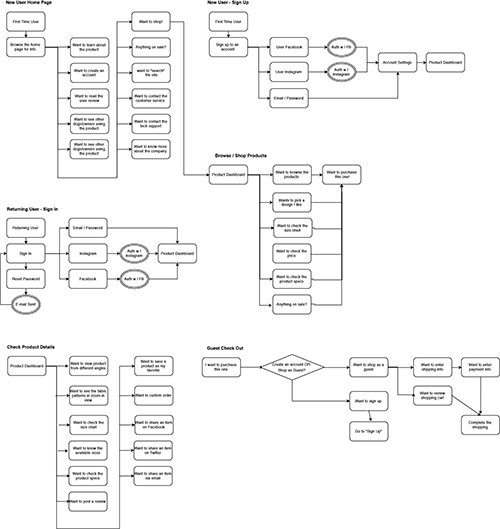 New User Home Page
First Time User
Browse the home
page for info
Want to learn about
the product
Want to create an
account
Want to read the
user review
Want to see other
dogs/owners using
the product
Want to see other
dogs/owners using
the product
Want to shop!
Anything on sale?
want to "search"
the site
Want to contact the
customer service
Want to contact the
tech support
Want to know more
about the company
New User - Sign Up
First Time User
Sign up to an
account
User Facebook
Auth w / FB
User Instagram
Auth w /
Instagram
Email / Password
Account Settings
Product Dashboard
Browse / Shop Products
Product Dashboard
Want to browse the
products
Want to purchase
this one!
Wants to pick a
design I like
Want to check the
size chart
Want to check the
price
Want to check the
product specs
Anything on sale?
Returning User - Sign In
Returning User
Sign In
Reset Password
E-mail Sent
Email / Password
Instagram
Auth w /
Instagram
Product Dashboard
Facebook
Auth w / FB
Check Product Details
Product Dashboard
Want to view product
from different angles
Want to see the fabric
patterns in zoom-in
view
Want to check the
size chart
Want to know the
available sizes
Want to check the
product specs
Want to post a review
Want to save a
product as my
favorite
Want to custom order
Want to share an item
on Facebook
Want to share an item
on Twitter
Want to share an item
via email
Guest Check Out
I want to purchase
this one
Create an account OR
Shop as Guest?
Want to shop as a
guest
Want to enter
shipping info
Want to enter
payment info
Want to review
shopping cart
Want to sign up
Go to "Sign Up"
Complete the
shopping